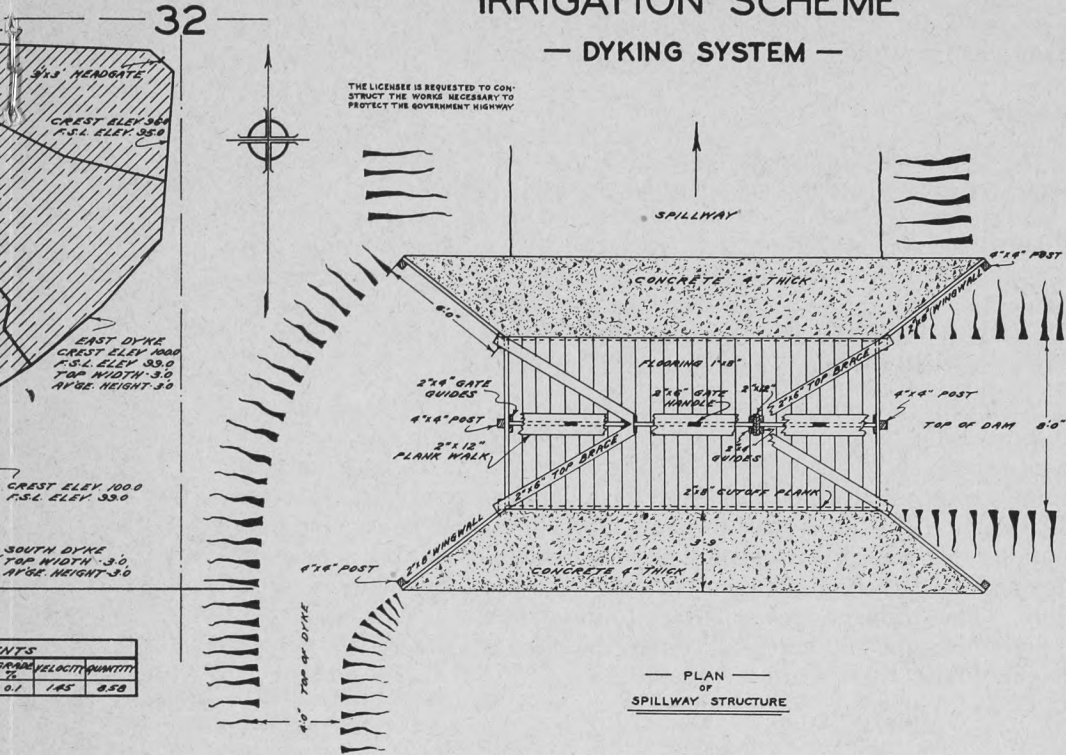 32
IRRIGATION SCHEME
— DYKING SYSTEM —
THE LICENSEE IS REQUESTED TO CON-
STRUCT THE WORKS NECESSARY TO
PROTECT THE GOVERNMENT HIGHWAY
3'x3' HEADGATE
CREST ELEV 96.0
F.S.L. ELEV. 95.0
EAST DYKE
CREST ELEV 100.0
F.S.L. ELEV 99.0
TOP WIDTH - 3.0
AV'GE. HEIGHT - 3.0
CREST ELEV. 100.0
F.S.L. ELEV. 99.0
SOUTH DYKE
TOP WIDTH - 3.0
AV'GE. HEIGHT - 3.0
NTS
GRADE % VELOCITY QUANTITY
0.1 1.45 8.58
SPILLWAY
CONCRETE 4" THICK
4"x4" POST
2"x8" WINGWALL
6'-0"
FLOORING 1"x8"
2"x4" GATE
GUIDES
2"x6" GATE
HANDLE
2"x12"
2"x6" TOP BRACE
4"x4" POST
4"x4" POST
TOP OF DAM 8'-0"
2"x12"
PLANK WALK
2"x4"
GUIDES
2"x6" TOP BRACE
2"x8" CUTOFF PLANK
2"x8" WINGWALL
3'-9"
4"x4" POST
CONCRETE 4" THICK
4'-0" TOP OF DYKE
— PLAN —
OF
SPILLWAY STRUCTURE